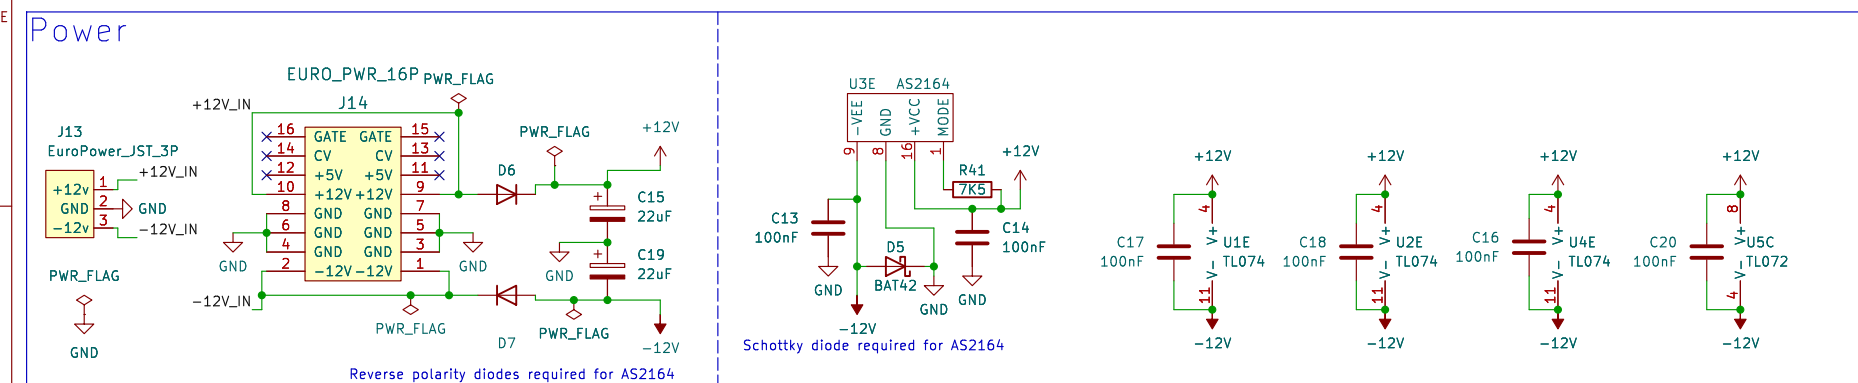 E
Power
EURO_PWR_16P
PWR_FLAG
+12V_IN
J14
J13
EuroPower_JST_3P
+12V_IN
+12v 1
GND 2
-12v 3
GND
-12V_IN
16 GATE GATE 15
14 CV CV 13
12 +5V +5V 11
10 +12V +12V 9
8 GND GND 7
6 GND GND 5
4 GND GND 3
2 -12V -12V 1
GND
GND
-12V_IN
PWR_FLAG
PWR_FLAG
GND
PWR_FLAG
+12V
D6
+
C15
22uF
GND
+
C19
22uF
PWR_FLAG
D7
-12V
Reverse polarity diodes required for AS2164
U3E AS2164
-VEE
GND
+VCC
MODE
9
8
16
1
+12V
R41
7K5
C13
100nF
GND
D5
BAT42
GND
C14
100nF
GND
-12V
Schottky diode required for AS2164
+12V
4
V+
C17
100nF
U1E
TL074
V-
11
-12V
+12V
4
V+
C18
100nF
U2E
TL074
V-
11
-12V
+12V
4
V+
C16
100nF
U4E
TL074
V-
11
-12V
+12V
8
V+
C20
100nF
U5C
TL072
V-
4
-12V